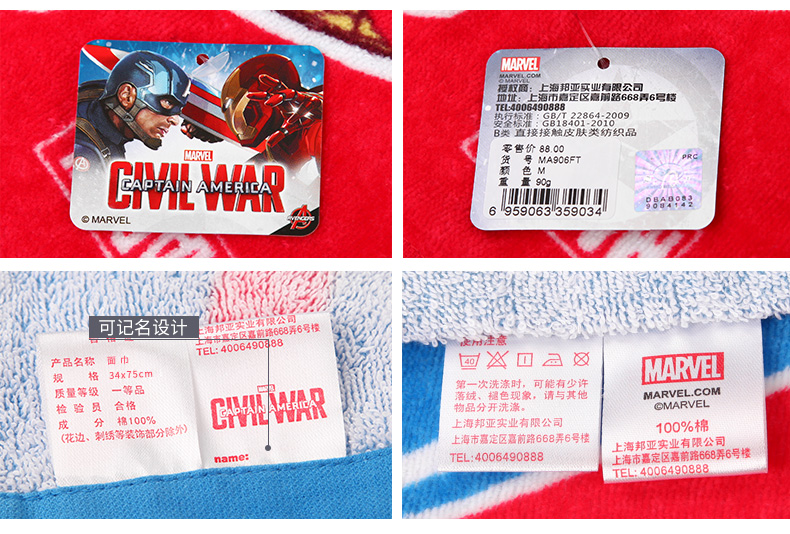 MARVEL
CIVIL WAR
CAPTAIN AMERICA
© MARVEL
AVENGERS
MARVEL
MARVEL.COM
© MARVEL
授权商:上海邦亚实业有限公司
地址: 上海市嘉定区嘉前路668弄6号楼
TEL:4006490888
执行标准: GB/T 22864-2009
安全标准: GB18401-2010
B类 直接接触皮肤类纺织品
零售价 88.00
货 号 MA906FT
颜 色 M
重 量 90g
PRC
DBAB083
9084142
6 959063 359034
可记名设计
产品名称: 面巾
规 格: 34x75cm
质量等级: 一等品
检 验 员: 合格
成 分: 棉100%
(花边、刺绣等装饰部分除外)
上海邦亚实业有限公司
上海市嘉定区嘉前路668弄6号楼
TEL: 4006490888
MARVEL
CIVIL WAR
CAPTAIN AMERICA
name:
使用注意
40
第一次洗涤时,可能有少许
落绒、褪色现象,请与其他
物品分开洗涤。
上海邦亚实业有限公司
上海市嘉定区嘉前路668弄6号楼
TEL:4006490888
MARVEL
MARVEL.COM
©MARVEL
100%棉
上海邦亚实业有限公司
上海市嘉定区嘉前路668弄6号楼
TEL:4006490888